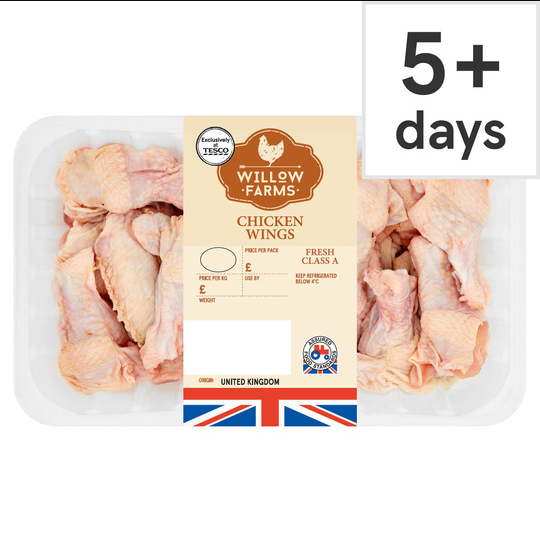 5+
days
Exclusively
at
TESCO
WILLOW
FARMS
CHICKEN
WINGS
PRICE PER PACK
£
FRESH
CLASS A
PRICE PER KG
£
USE BY
KEEP REFRIGERATED
BELOW 4°C
WEIGHT
ASSURED
FOOD STANDARDS
ORIGIN UNITED KINGDOM